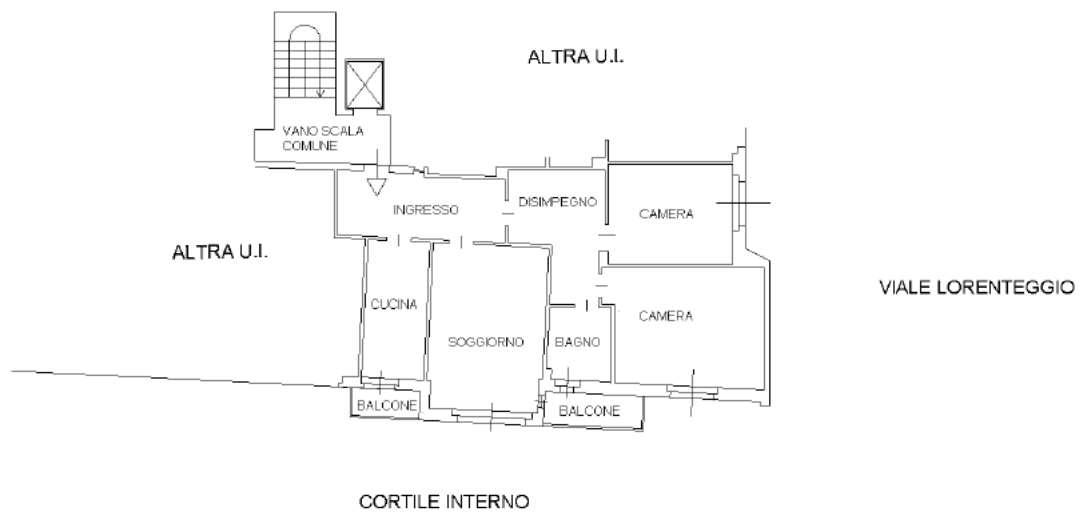 ALTRA U.I.
VANO SCALA
COMUNE
INGRESSO
DISIMPEGNO
CAMERA
ALTRA U.I.
VIALE LORENTEGGIO
CUCINA
SOGGIORNO
BAGNO
CAMERA
BALCONE
BALCONE
CORTILE INTERNO